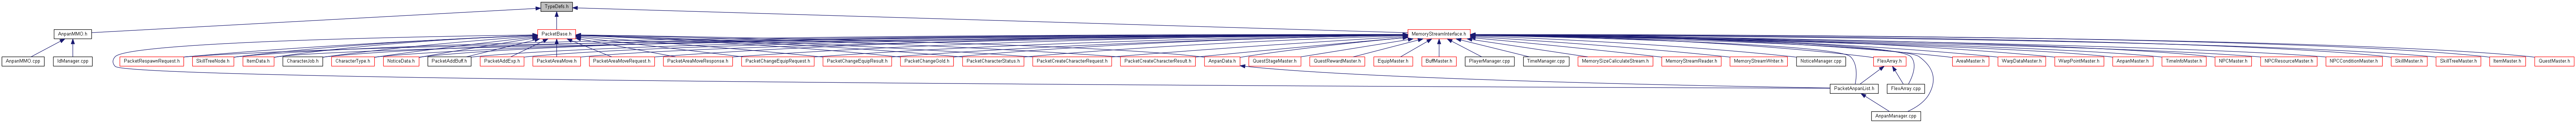 TypeDefs.h
AnpanMMO.h
PacketBase.h
MemoryStreamInterface.h
AnpanMMO.cpp
IdManager.cpp
PacketRespawnRequest.h
SkillTreeNode.h
ItemData.h
CharacterJob.h
CharacterType.h
NoticeData.h
PacketAddBuff.h
PacketAddExp.h
PacketAreaMove.h
PacketAreaMoveRequest.h
PacketAreaMoveResponse.h
PacketChangeEquipRequest.h
PacketChangeEquipResult.h
PacketChangeGold.h
PacketCharacterStatus.h
PacketCreateCharacterRequest.h
PacketCreateCharacterResult.h
AnpanData.h
QuestStageMaster.h
QuestRewardMaster.h
EquipMaster.h
BuffMaster.h
PlayerManager.cpp
TimeManager.cpp
MemorySizeCalculateStream.h
MemoryStreamReader.h
MemoryStreamWriter.h
NoticeManager.cpp
FlexArray.h
AreaMaster.h
WarpDataMaster.h
WarpPointMaster.h
AnpanMaster.h
TimeInfoMaster.h
NPCMaster.h
NPCResourceMaster.h
NPCConditionMaster.h
SkillMaster.h
SkillTreeMaster.h
ItemMaster.h
QuestMaster.h
PacketAnpanList.h
FlexArray.cpp
AnpanManager.cpp